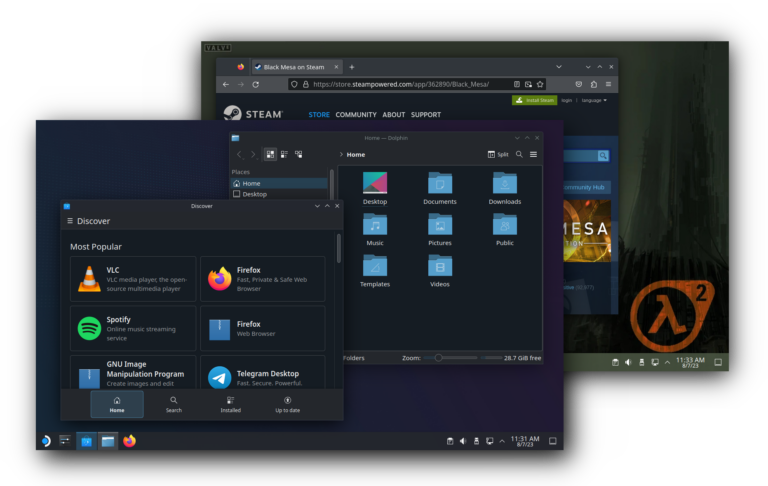 VALVE
Black Mesa on Steam
https://store.steampowered.com/app/362890/Black_Mesa/
Install Steam
login | language
STEAM
STORE COMMUNITY ABOUT SUPPORT
Community Hub
MESA
2
11:33 AM
8/7/23
Home — Dolphin
Home
Split
Places
Home
Desktop
Desktop
Documents
Downloads
Music
Pictures
Public
Templates
Videos
Folders
Zoom:
28.7 GiB free
Discover
Discover
Most Popular
VLC
VLC media player, the open-
source multimedia player
Firefox
Fast, Private & Safe Web
Browser
Spotify
Online music streaming
service
Firefox
Web Browser
GNU Image
Manipulation Program
Create images and edit
Telegram Desktop
Fast. Secure. Powerful.
Home
Search
Installed
Up to date
11:31 AM
8/7/23